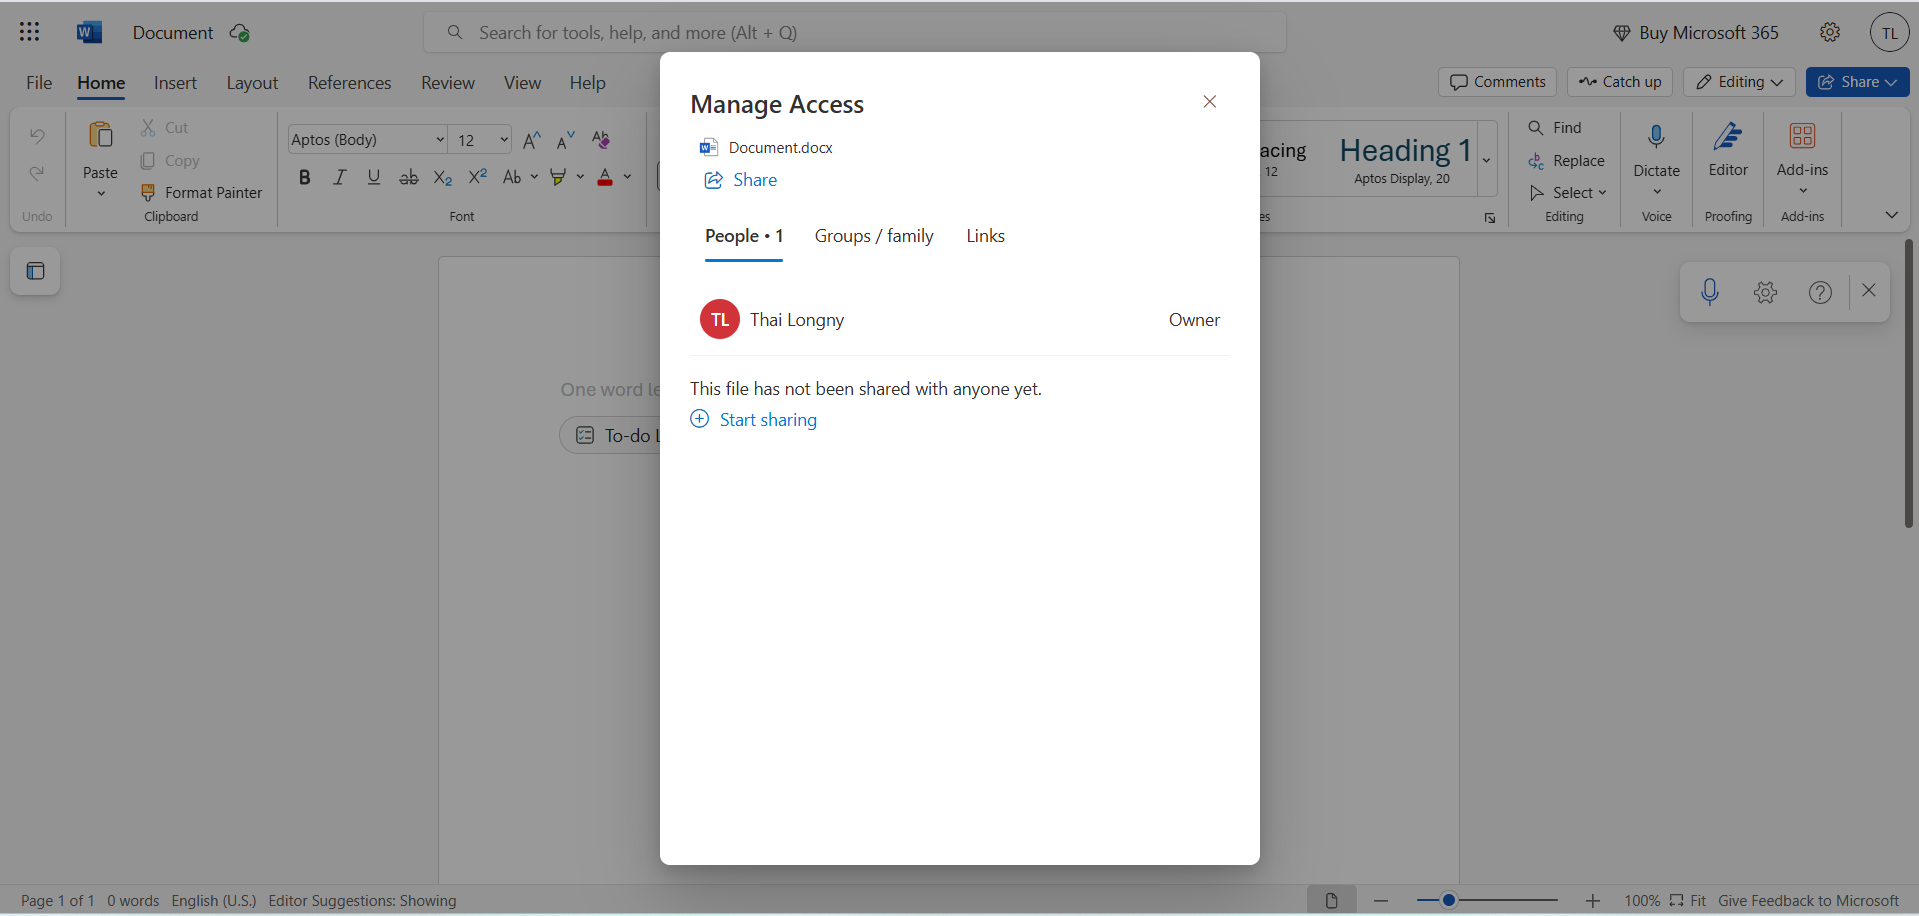 W
Document
Search for tools, help, and more (Alt + Q)
Buy Microsoft 365
TL
File Home Insert Layout References Review View Help
Comments Catch up Editing Share
Undo
Paste
Cut
Copy
Format Painter
Clipboard
Aptos (Body) 12
Font
acing
12
Heading 1
Aptos Display, 20
es
Find
Replace
Select
Editing
Dictate
Voice
Editor
Proofing
Add-ins
Add-ins
Manage Access
Document.docx
Share
People • 1 Groups / family Links
TL Thai Longny Owner
This file has not been shared with anyone yet.
Start sharing
One word le
To-do L
Page 1 of 1 0 words English (U.S.) Editor Suggestions: Showing
100% Fit Give Feedback to Microsoft